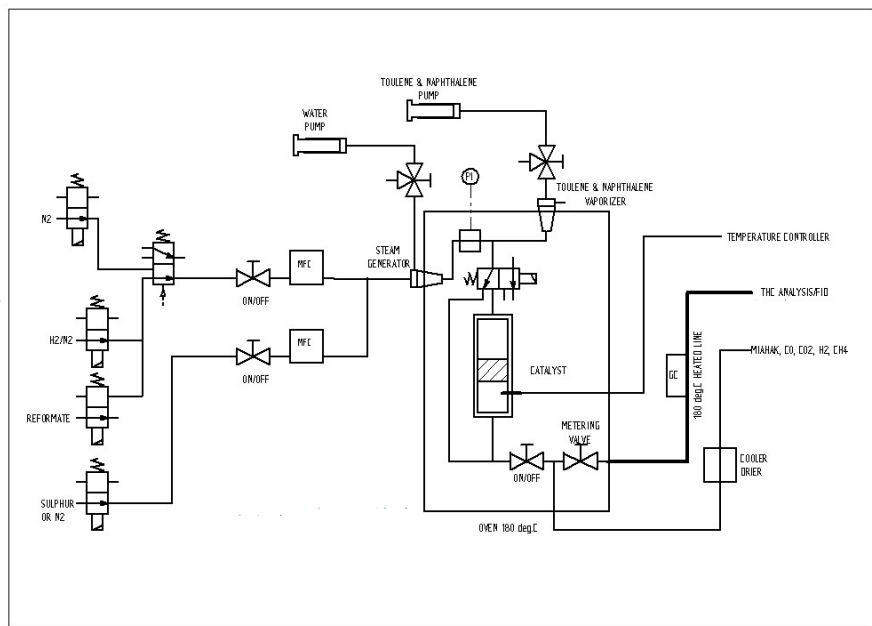 TOULENE & NAPHTHALENE
PUMP
WATER
PUMP
PI
TOULENE & NAPHTHALENE
VAPORIZER
N2
STEAM
GENERATOR
TEMPERATURE CONTROLLER
MFC
ON/OFF
THC ANALYSIS/FID
H2/N2
MFC
ON/OFF
MIAHAK, CO, CO2, H2, CH4
CATALYST
GC
180 deg.C HEATED LINE
REFORMATE
METERING
VALVE
ON/OFF
COOLER
DRIER
SULPHUR
OR N2
OVEN 180 deg.C